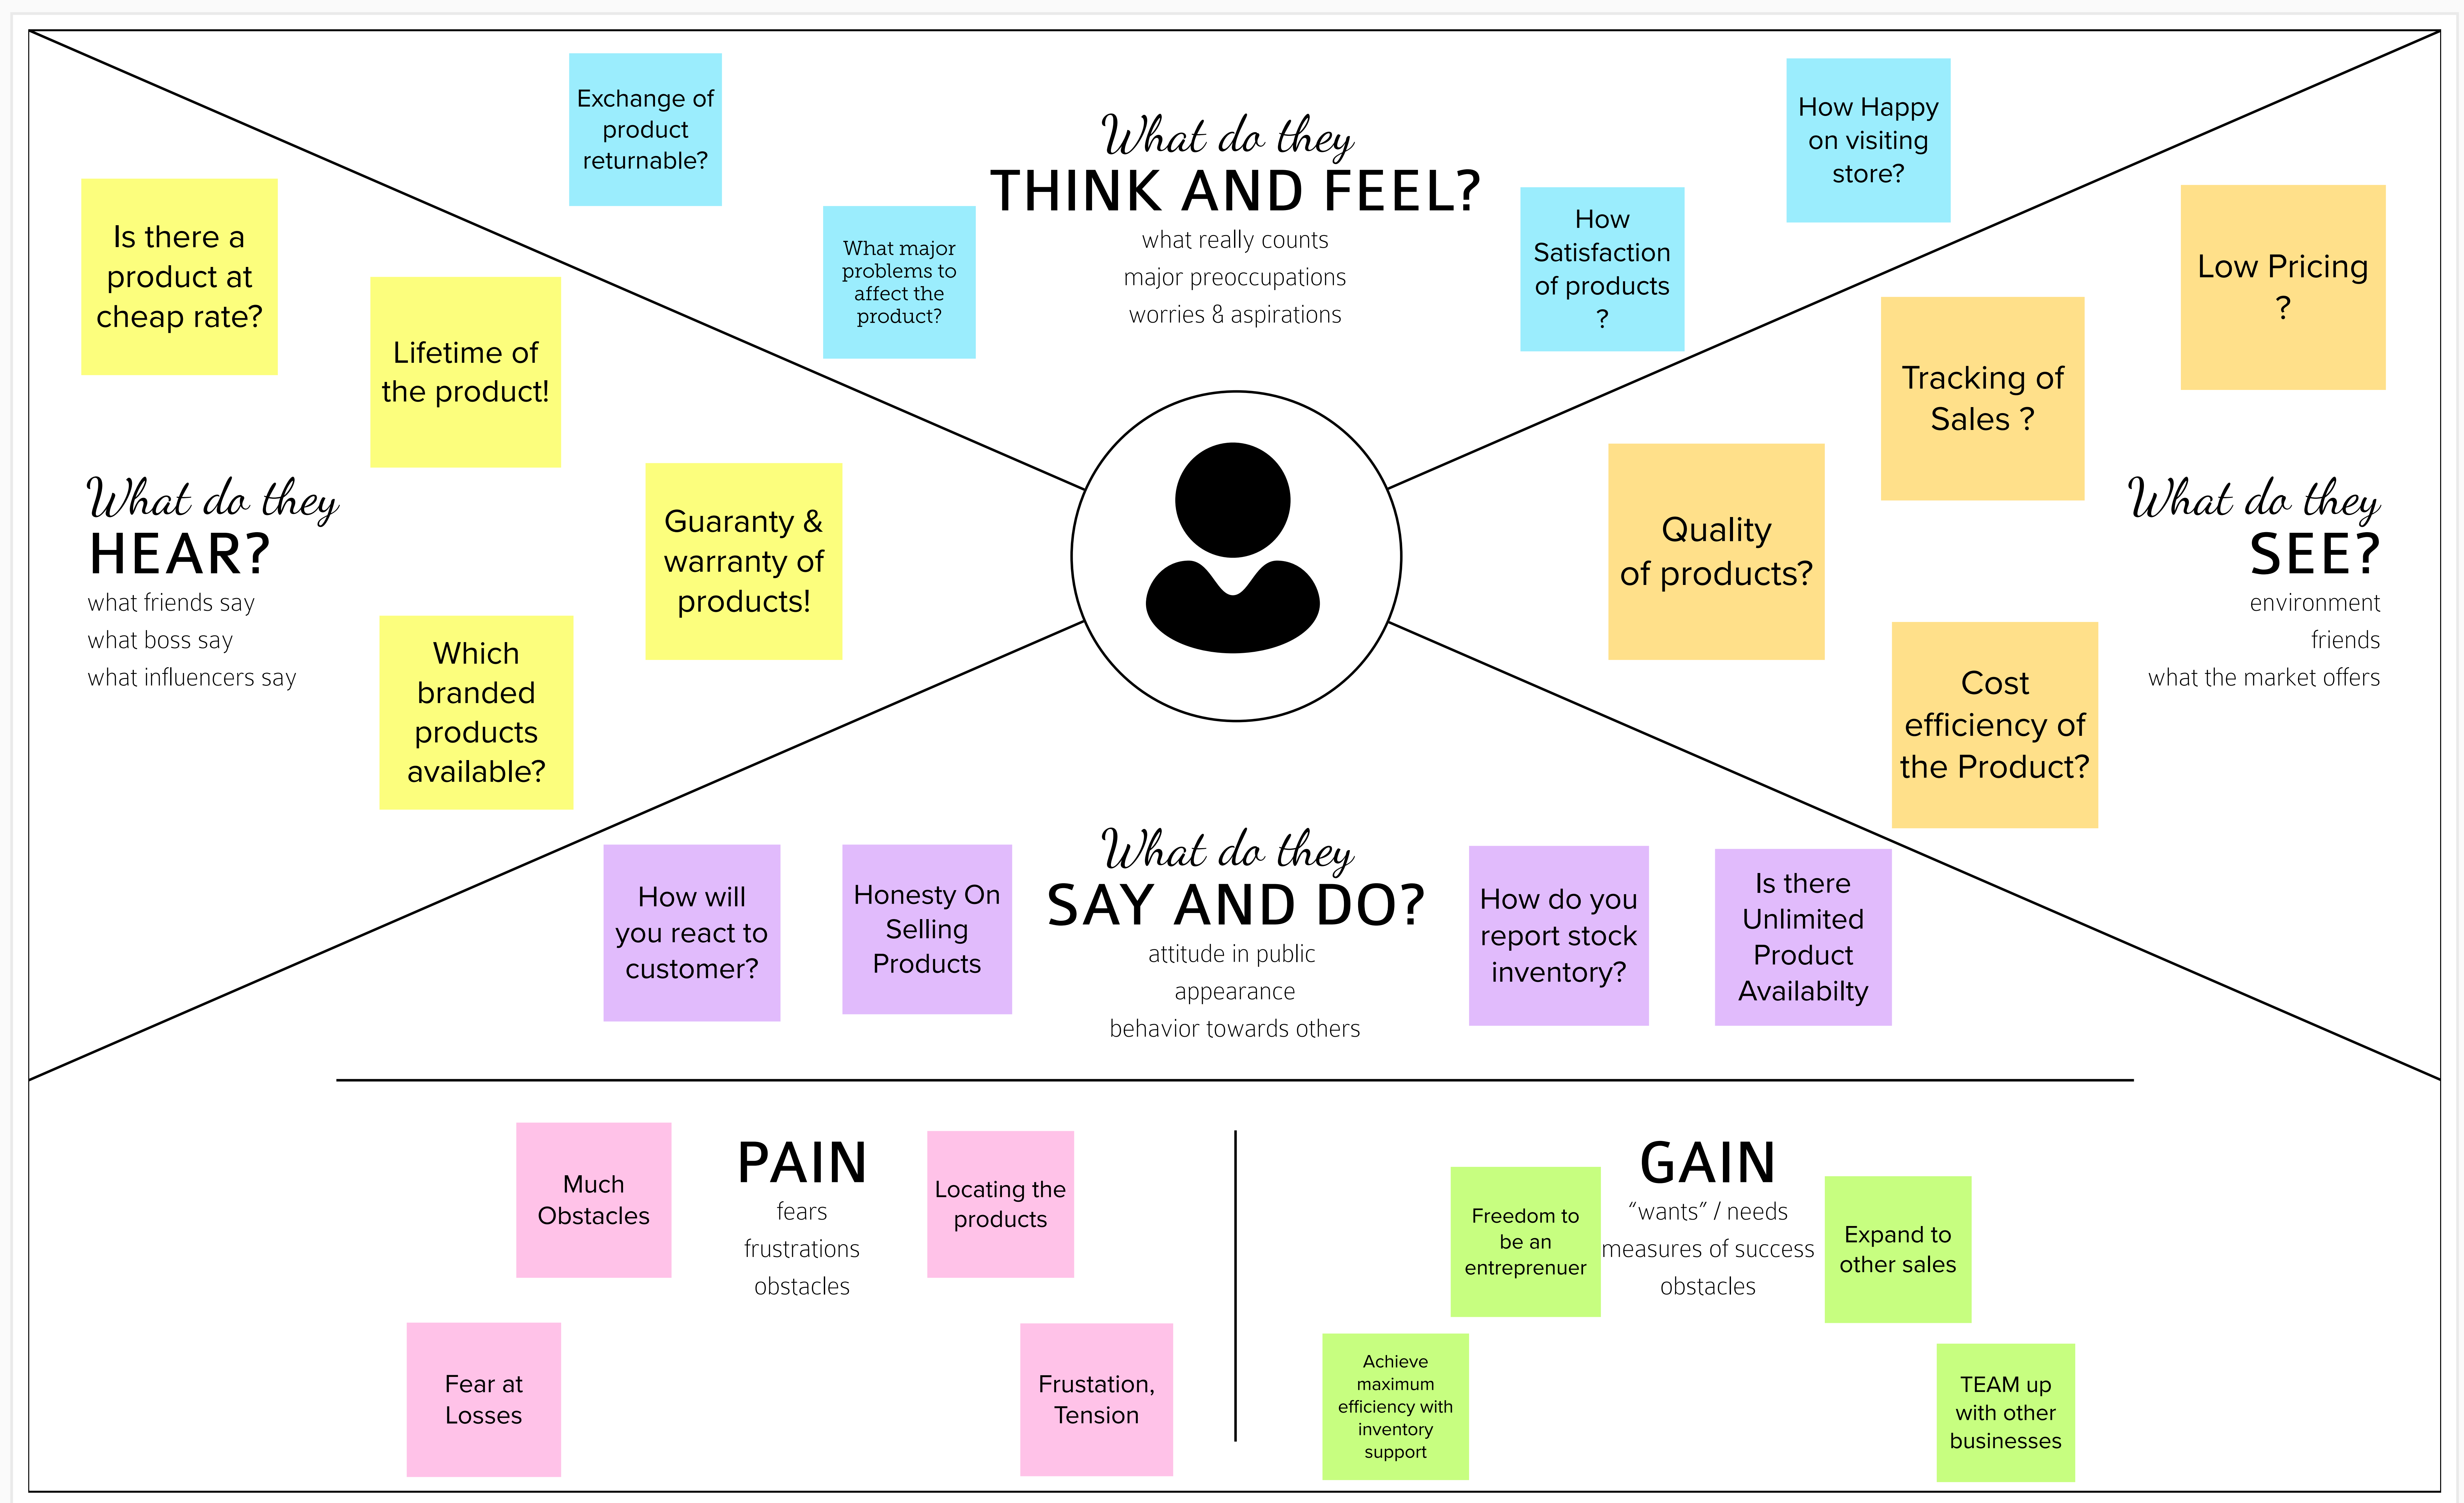 Exchange of
product
returnable?
What major
problems to
affect the
product?
What do they
THINK AND FEEL?
what really counts
major preoccupations
worries & aspirations
How
Satisfaction
of products
?
How Happy
on visiting
store?
Is there a
product at
cheap rate?
Lifetime of
the product!
Guaranty &
warranty of
products!
What do they
HEAR?
what friends say
what boss say
what influencers say
Which
branded
products
available?
Low Pricing
?
Tracking of
Sales ?
Quality
of products?
What do they
SEE?
environment
friends
what the market offers
Cost
efficiency of
the Product?
How will
you react to
customer?
Honesty On
Selling
Products
What do they
SAY AND DO?
attitude in public
appearance
behavior towards others
How do you
report stock
inventory?
Is there
Unlimited
Product
Availabilty
Much
Obstacles
PAIN
fears
frustrations
obstacles
Locating the
products
Fear at
Losses
Frustation,
Tension
Freedom to
be an
entreprenuer
GAIN
“wants” / needs
measures of success
obstacles
Expand to
other sales
Achieve
maximum
efficiency with
inventory
support
TEAM up
with other
businesses